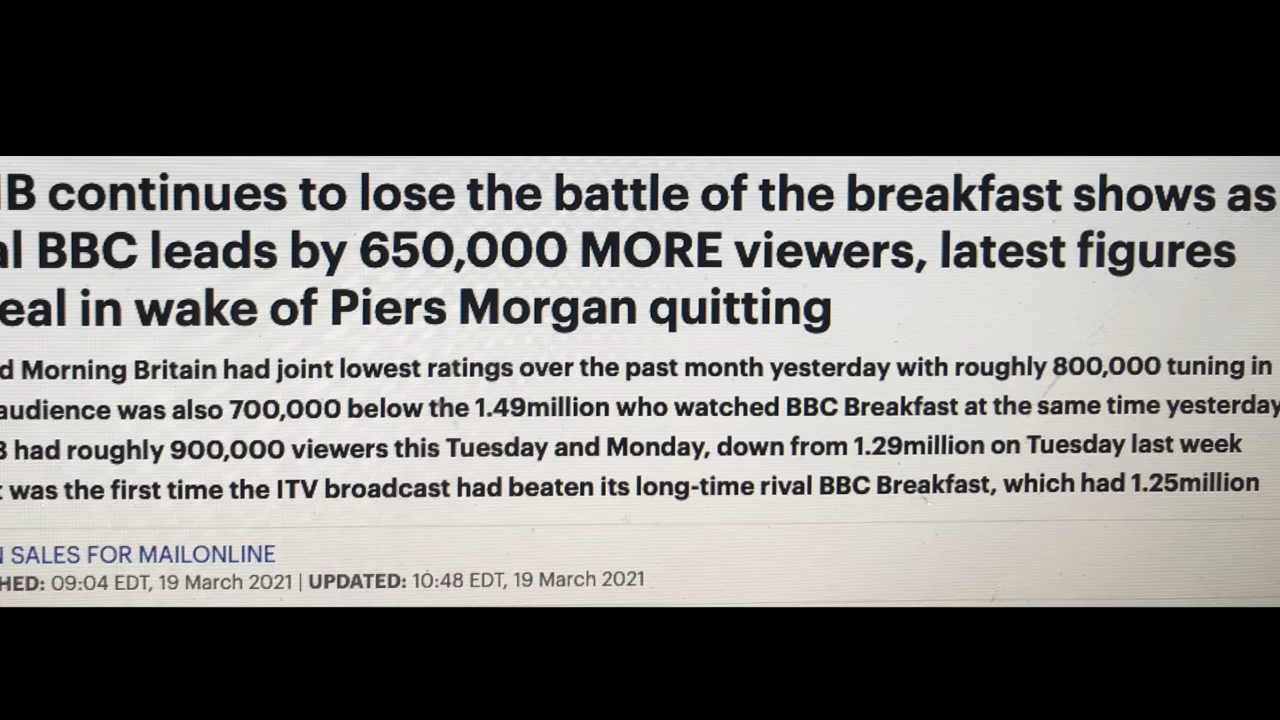 B continues to lose the battle of the breakfast shows as
al BBC leads by 650,000 MORE viewers, latest figures
eal in wake of Piers Morgan quitting
d Morning Britain had joint lowest ratings over the past month yesterday with roughly 800,000 tuning in
audience was also 700,000 below the 1.49million who watched BBC Breakfast at the same time yesterday
B had roughly 900,000 viewers this Tuesday and Monday, down from 1.29million on Tuesday last week
t was the first time the ITV broadcast had beaten its long-time rival BBC Breakfast, which had 1.25million
N SALES FOR MAILONLINE
HED: 09:04 EDT, 19 March 2021 | UPDATED: 10:48 EDT, 19 March 2021